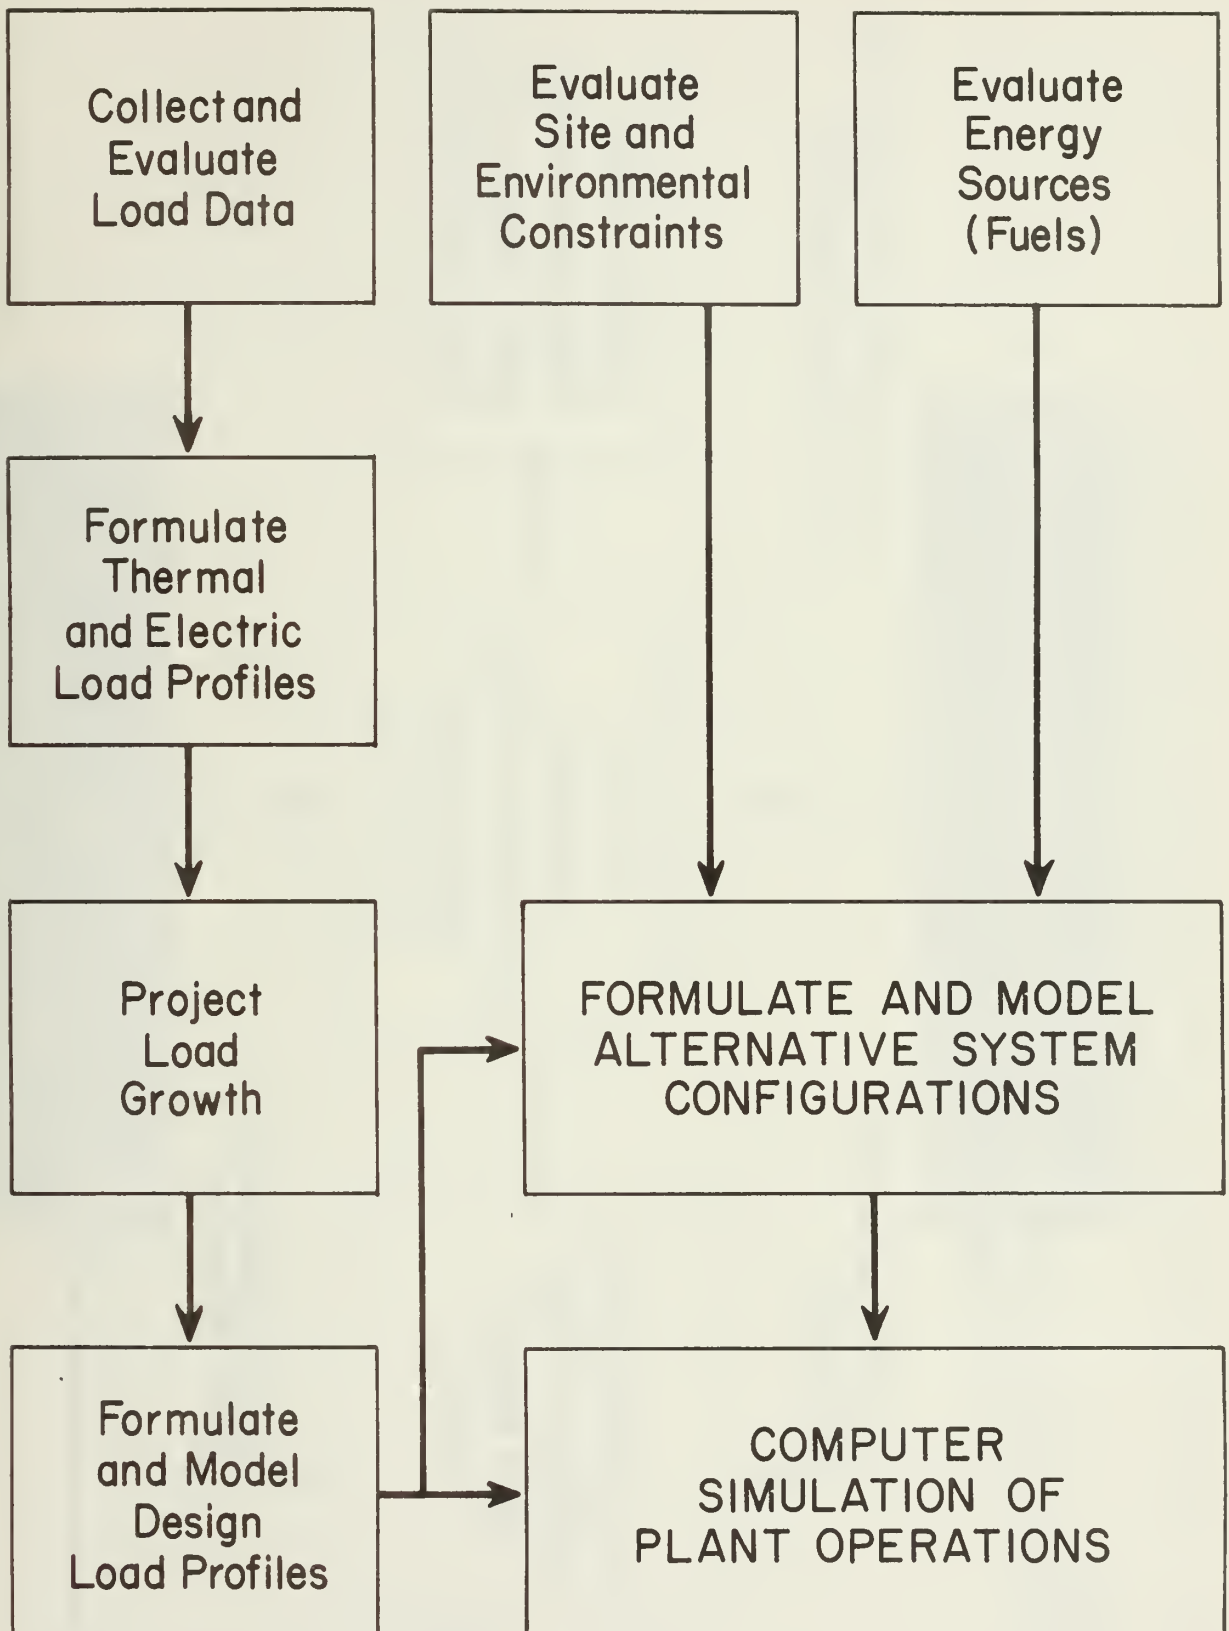 Collect and
Evaluate
Load Data
Evaluate
Site and
Environmental
Constraints
Evaluate
Energy
Sources
(Fuels)
Formulate
Thermal
and Electric
Load Profiles
Project
Load
Growth
FORMULATE AND MODEL
ALTERNATIVE SYSTEM
CONFIGURATIONS
Formulate
and Model
Design
Load Profiles
COMPUTER
SIMULATION OF
PLANT OPERATIONS